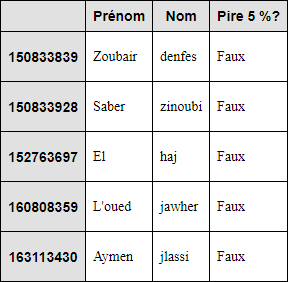 Prénom Nom Pire 5 %?
150833839 Zoubair denfes Faux
150833928 Saber zinoubi Faux
152763697 El haj Faux
160808359 L'oued jawher Faux
163113430 Aymen jlassi Faux